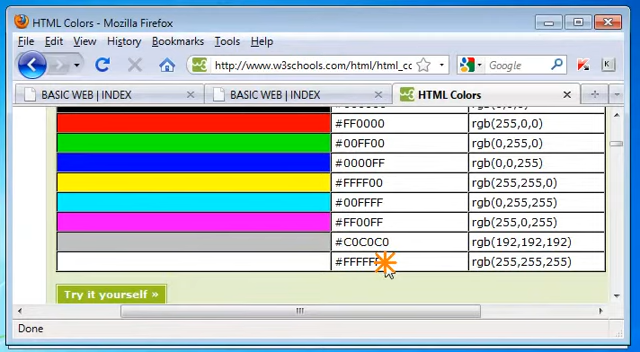 HTML Colors - Mozilla Firefox
File Edit View History Bookmarks Tools Help
http://www.w3schools.com/html/html_cc Google
BASIC WEB | INDEX BASIC WEB | INDEX HTML Colors
#FF0000 rgb(255,0,0)
#00FF00 rgb(0,255,0)
#0000FF rgb(0,0,255)
#FFFF00 rgb(255,255,0)
#00FFFF rgb(0,255,255)
#FF00FF rgb(255,0,255)
#C0C0C0 rgb(192,192,192)
rgb(255,255,255)
Try it yourself »
Done